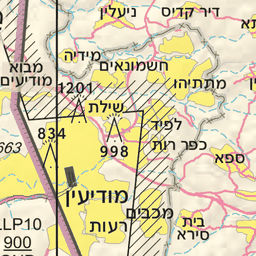 דיר קדיס
ניעלין
מידיה
חשמונאים
מבוא
מודיעים
מתתיהו
1201
שילת
834
998
לפיד
כפר רות
ספא
מודיעין
מכבים
רעות
בית
סירא
LLP10
900